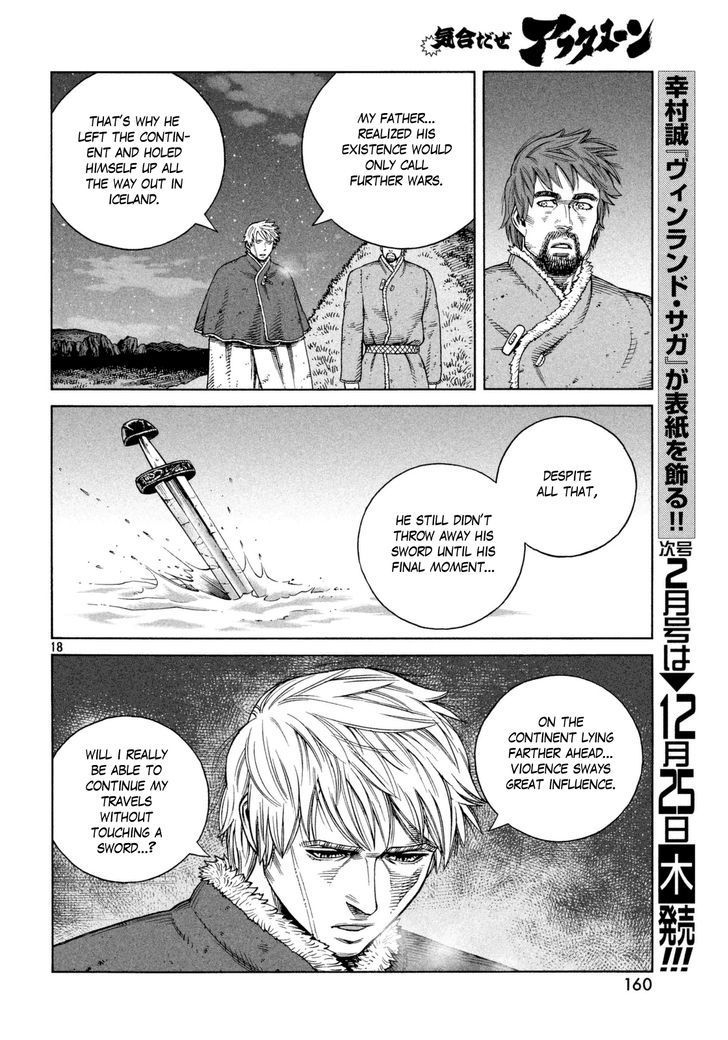 気合だぜ アフタヌーン
MY FATHER...
REALIZED HIS
EXISTENCE WOULD
ONLY CALL
FURTHER WARS.
THAT'S WHY HE
LEFT THE CONTIN-
ENT AND HOLED
HIMSELF UP ALL
THE WAY OUT IN
ICELAND.
DESPITE
ALL THAT,
HE STILL DIDN'T
THROW AWAY HIS
SWORD UNTIL HIS
FINAL MOMENT...
18
ON THE
CONTINENT LYING
FARTHER AHEAD...
VIOLENCE SWAYS
GREAT INFLUENCE.
WILL I REALLY
BE ABLE TO
CONTINUE MY
TRAVELS
WITHOUT
TOUCHING A
SWORD...?
幸村誠『ヴィンランド・サガ』が表紙を飾る!!次号2月号は▶12月25日木発売!!!
160